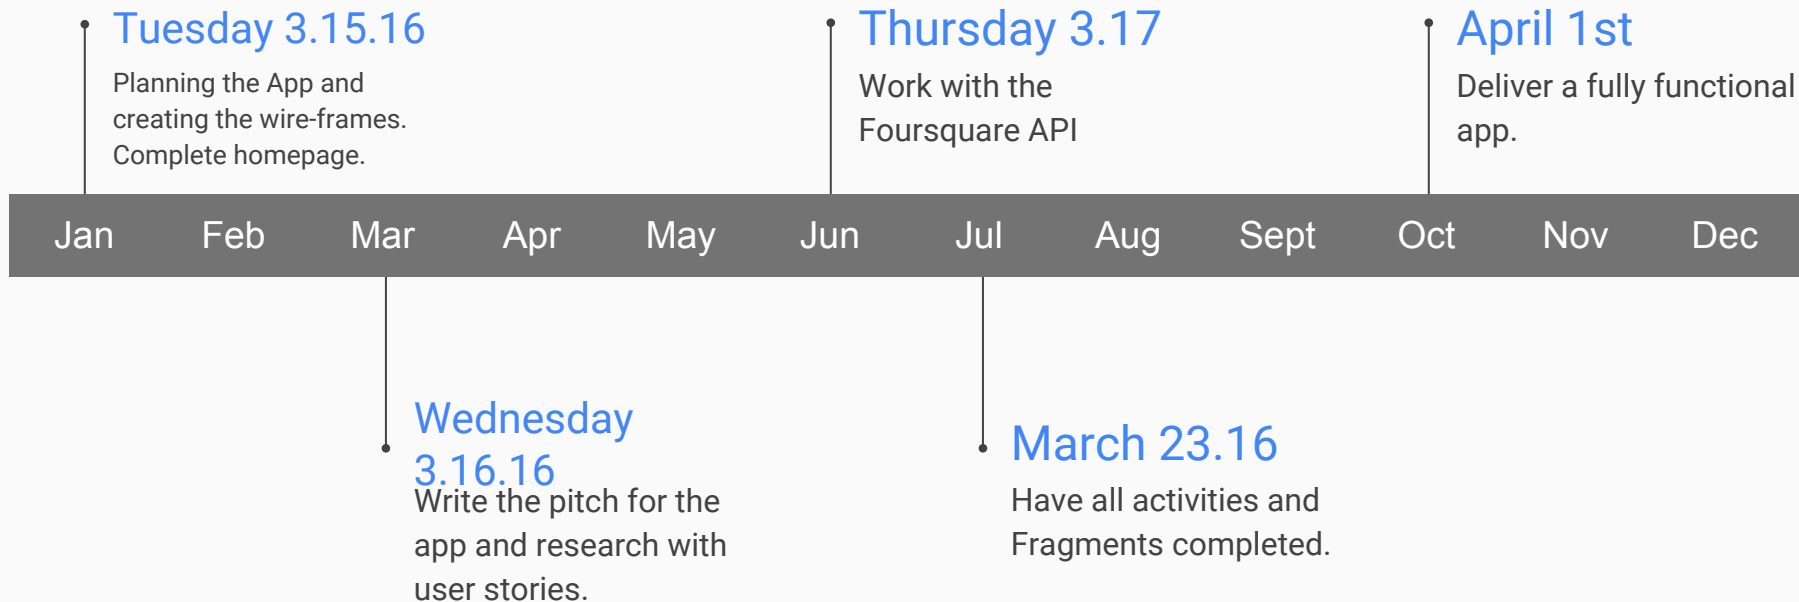 Tuesday 3.15.16
Planning the App and
creating the wire-frames.
Complete homepage.
Thursday 3.17
Work with the
Foursquare API
April 1st
Deliver a fully functional
app.
Jan Feb Mar Apr May Jun Jul Aug Sept Oct Nov Dec
Wednesday
3.16.16
Write the pitch for the
app and research with
user stories.
March 23.16
Have all activities and
Fragments completed.